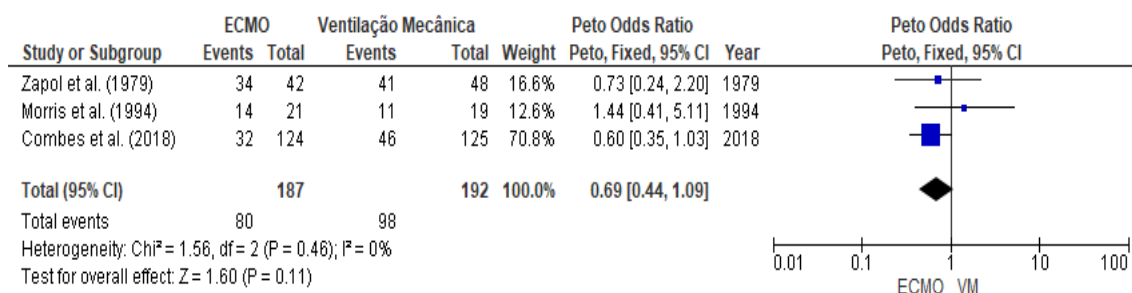 ECMO Ventilação Mecânica Peto Odds Ratio Peto Odds Ratio
Study or Subgroup Events Total Events Total Weight Peto, Fixed, 95% CI Year Peto, Fixed, 95% CI
Zapol et al. (1979) 34 42 41 48 16.6% 0.73 [0.24, 2.20] 1979
Morris et al. (1994) 14 21 11 19 12.6% 1.44 [0.41, 5.11] 1994
Combes et al. (2018) 32 124 46 125 70.8% 0.60 [0.35, 1.03] 2018
Total (95% CI) 187 192 100.0% 0.69 [0.44, 1.09]
Total events 80 98
Heterogeneity: Chi² = 1.56, df = 2 (P = 0.46); I² = 0%
Test for overall effect: Z = 1.60 (P = 0.11)
0.01 0.1 1 10 100
ECMO VM